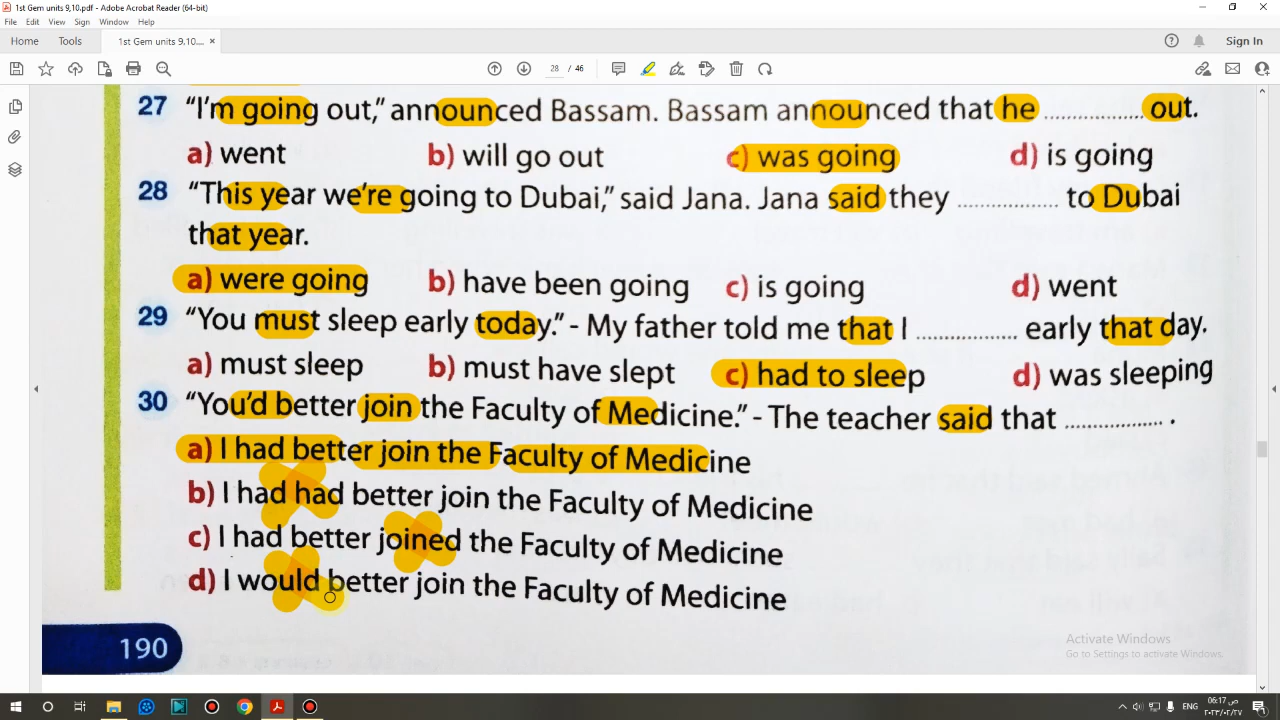 1st Gem units 9,10.pdf - Adobe Acrobat Reader (64-bit)
File Edit View Sign Window Help
Home Tools 1st Gem units 9,10.... × Sign In
28 / 46
27 "I'm going out," announced Bassam. Bassam announced that he .................. out.
a) went b) will go out c) was going d) is going
28 "This year we're going to Dubai," said Jana. Jana said they .................. to Dubai
that year.
a) were going b) have been going c) is going d) went
29 "You must sleep early today." - My father told me that I .................. early that day.
a) must sleep b) must have slept c) had to sleep d) was sleeping
30 "You'd better join the Faculty of Medicine." - The teacher said that .................. .
a) I had better join the Faculty of Medicine
b) I had had better join the Faculty of Medicine
c) I had better joined the Faculty of Medicine
d) I would better join the Faculty of Medicine
190
Activate Windows
Go to Settings to activate Windows.
ENG
06:17 ص
٢٠٢٣/٠٢/٢٧